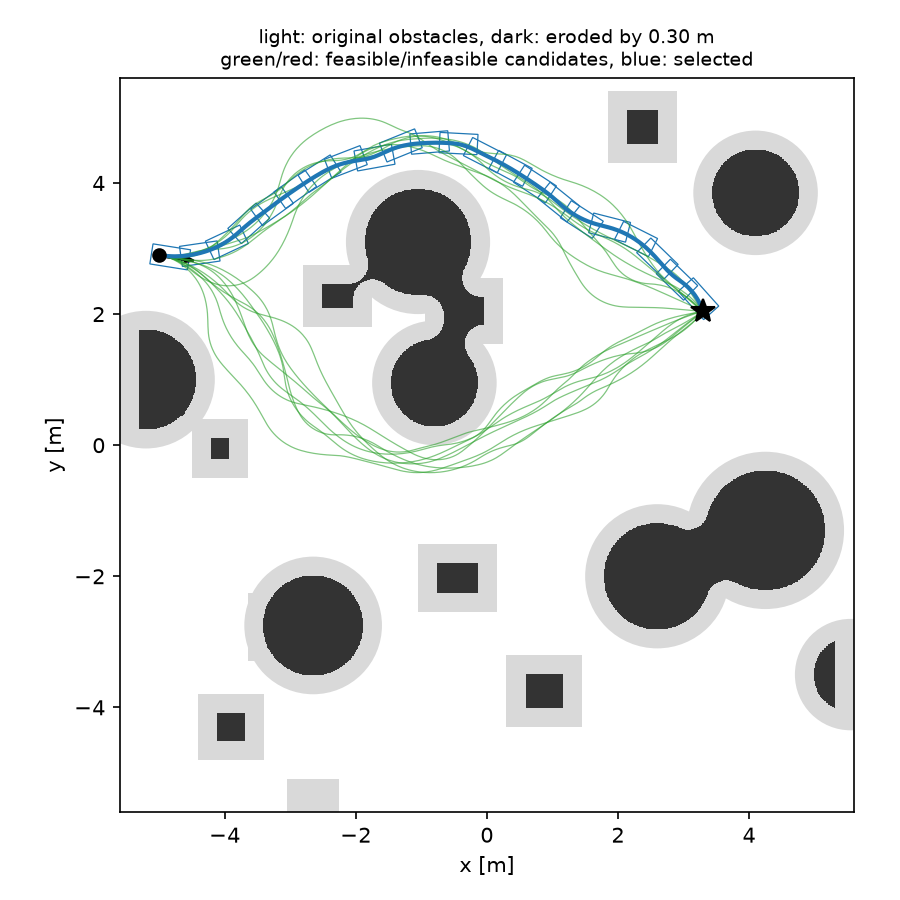 light: original obstacles, dark: eroded by 0.30 m
green/red: feasible/infeasible candidates, blue: selected
4
2
0
−2
−4
y [m]
−4
−2
0
2
4
x [m]